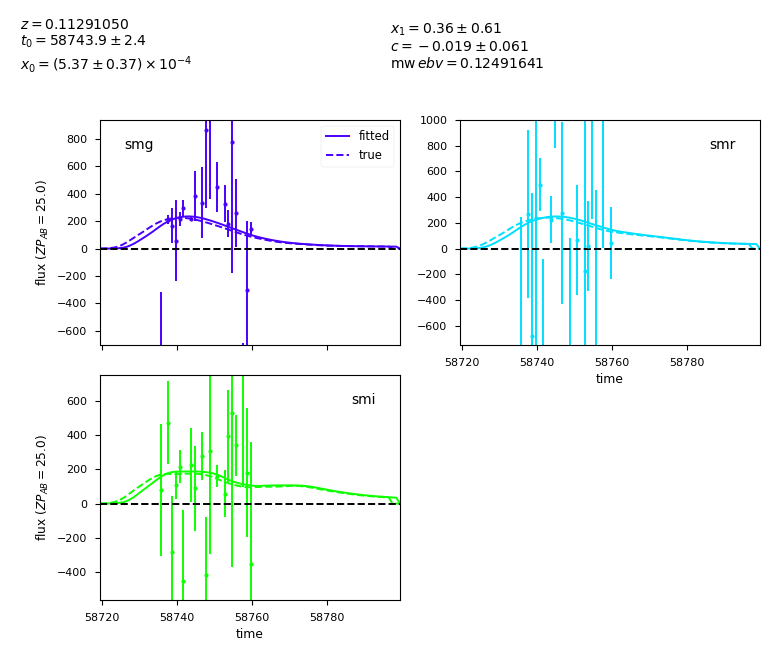 z = 0.11291050
t₀ = 58743.9 ± 2.4
x₀ = (5.37 ± 0.37) × 10⁻⁴
x₁ = 0.36 ± 0.61
c = −0.019 ± 0.061
mw ebv = 0.12491641
smg
fitted
true
800
600
400
200
0
−200
−400
−600
flux (ZP_AB = 25.0)
smr
1000
800
600
400
200
0
−200
−400
−600
58720 58740 58760 58780
time
smi
600
400
200
0
−200
−400
flux (ZP_AB = 25.0)
58720 58740 58760 58780
time